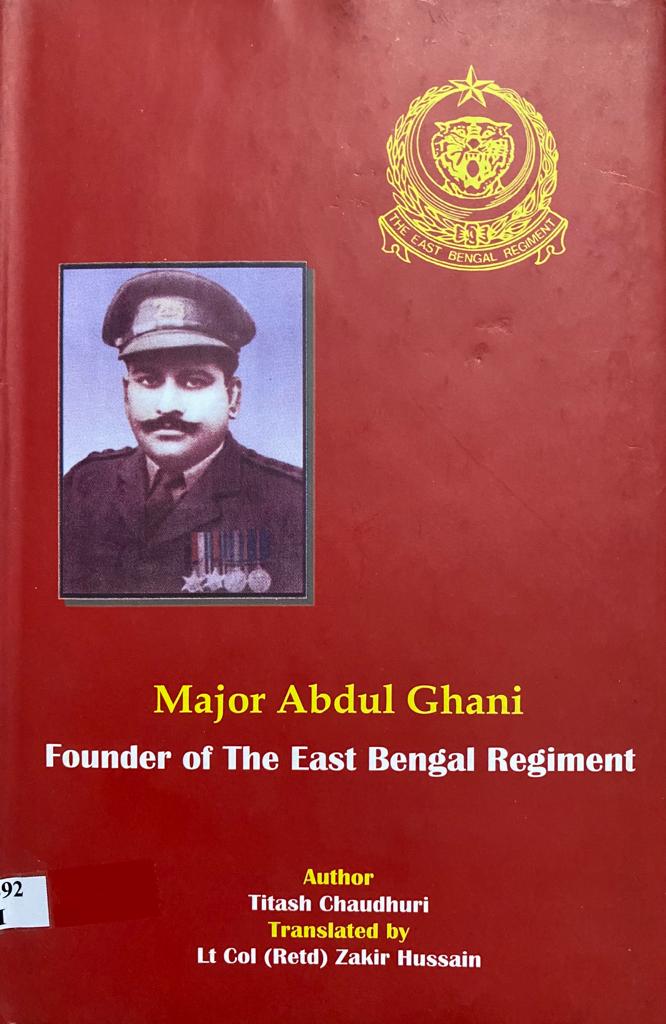 THE EAST BENGAL REGIMENT
Major Abdul Ghani
Founder of The East Bengal Regiment
92
Author
Titash Chaudhuri
Translated by
Lt Col (Retd) Zakir Hussain